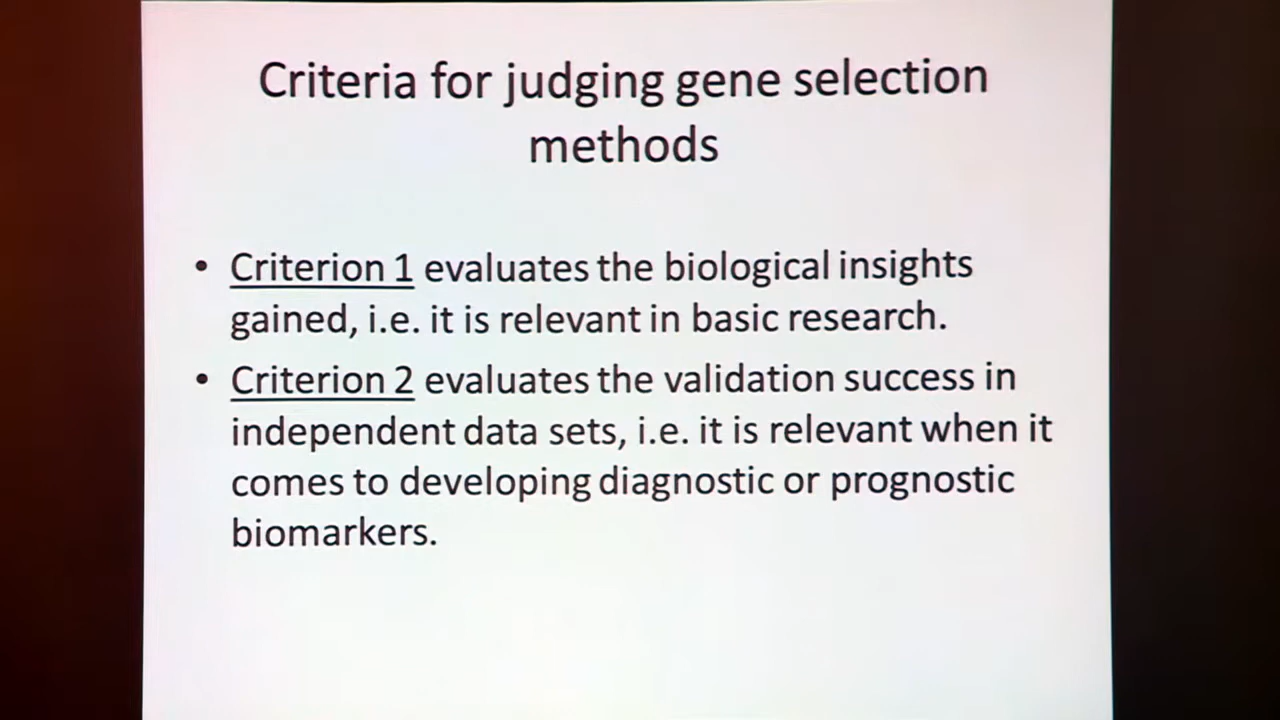 Criteria for judging gene selection
methods
• Criterion 1 evaluates the biological insights
gained, i.e. it is relevant in basic research.
• Criterion 2 evaluates the validation success in
independent data sets, i.e. it is relevant when it
comes to developing diagnostic or prognostic
biomarkers.